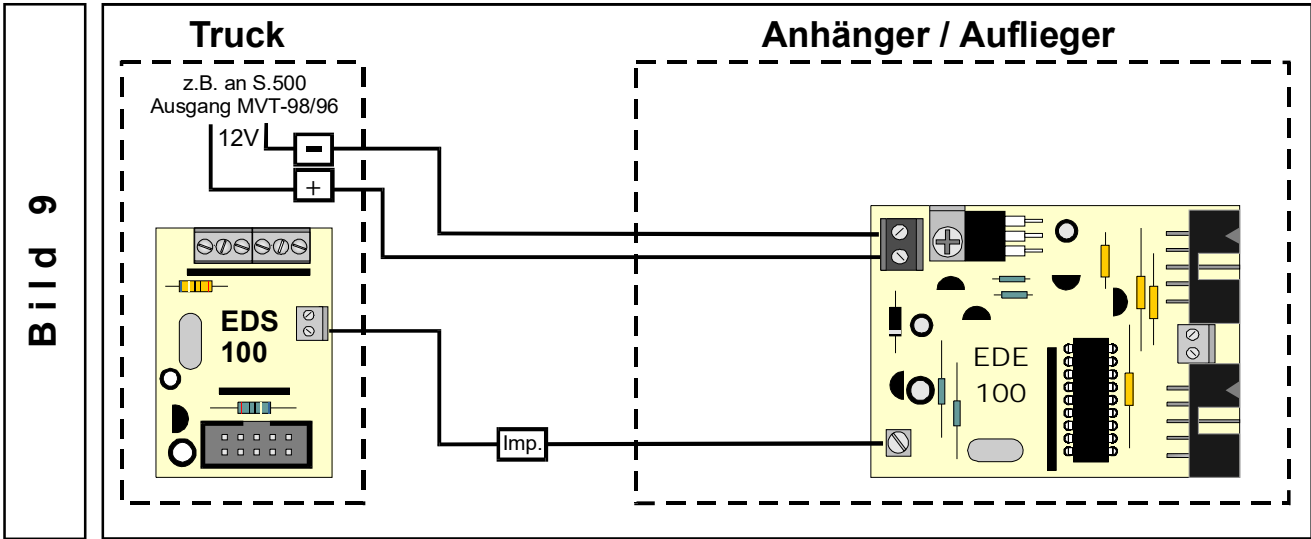 Bild 9
Truck
Anhänger / Auflieger
z.B. an S.500
Ausgang MVT-98/96
12V
-
+
EDS
100
Imp.
EDE
100